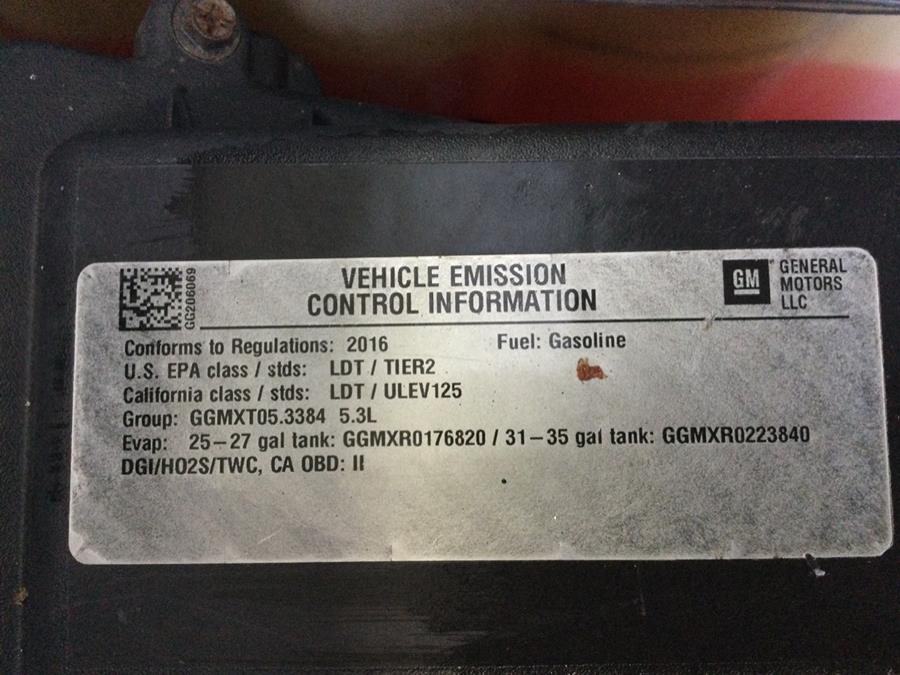 GG206069
VEHICLE EMISSION
CONTROL INFORMATION
GM
GENERAL
MOTORS
LLC
Conforms to Regulations: 2016 Fuel: Gasoline
U.S. EPA class / stds: LDT / TIER2
California class / stds: LDT / ULEV125
Group: GGMXT05.3384 5.3L
Evap: 25-27 gal tank: GGMXR0176820 / 31-35 gal tank: GGMXR0223840
DGI/HO2S/TWC, CA OBD: II